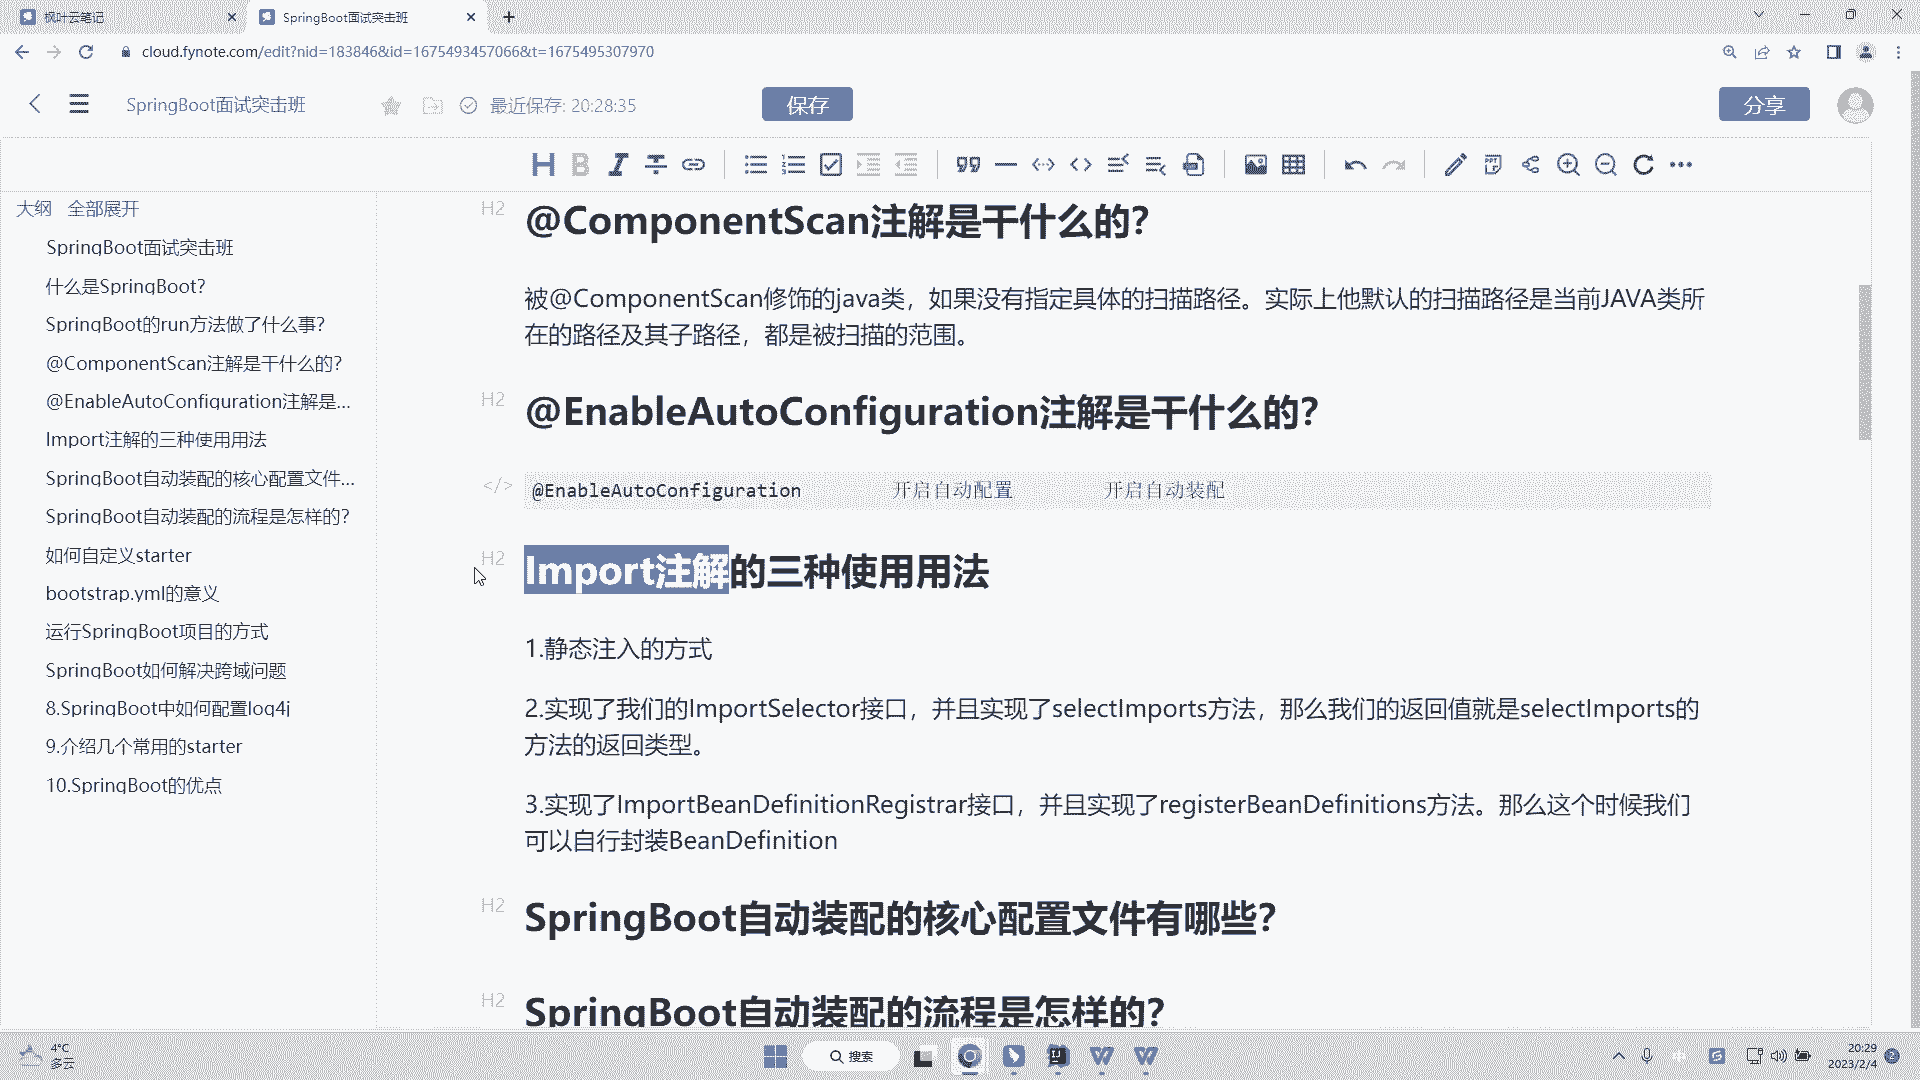 枫叶云笔记
SpringBoot面试突击班
cloud.fynote.com/edit?nid=183846&id=1675493457066&t=1675495307970
SpringBoot面试突击班
最近保存: 20:28:35
保存
分享
大纲 全部展开
SpringBoot面试突击班
什么是SpringBoot?
SpringBoot的run方法做了什么事?
@ComponentScan注解是干什么的?
@EnableAutoConfiguration注解是...
Import注解的三种使用用法
SpringBoot自动装配的核心配置文件...
SpringBoot自动装配的流程是怎样的?
如何自定义starter
bootstrap.yml的意义
运行SpringBoot项目的方式
SpringBoot如何解决跨域问题
8.SpringBoot中如何配置log4j
9.介绍几个常用的starter
10.SpringBoot的优点
H2 @ComponentScan注解是干什么的?
被@ComponentScan修饰的java类，如果没有指定具体的扫描路径。实际上他默认的扫描路径是当前JAVA类所
在的路径及其子路径，都是被扫描的范围。
H2 @EnableAutoConfiguration注解是干什么的?
</> @EnableAutoConfiguration 开启自动配置 开启自动装配
H2 Import注解的三种使用用法
1.静态注入的方式
2.实现了我们的ImportSelector接口，并且实现了selectImports方法，那么我们的返回值就是selectImports的
方法的返回类型。
3.实现了ImportBeanDefinitionRegistrar接口，并且实现了registerBeanDefinitions方法。那么这个时候我们
可以自行封装BeanDefinition
H2 SpringBoot自动装配的核心配置文件有哪些?
H2 SpringBoot自动装配的流程是怎样的?
4°C
多云
搜索
20:29
2023/2/4
2